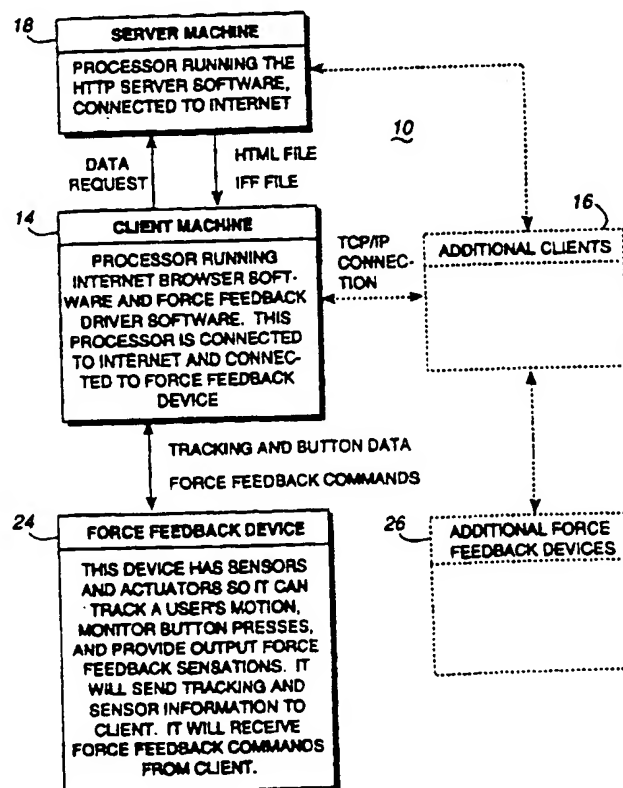 18
SERVER MACHINE
PROCESSOR RUNNING THE
HTTP SERVER SOFTWARE,
CONNECTED TO INTERNET
10
DATA
REQUEST
HTML FILE
IFF FILE
14
CLIENT MACHINE
PROCESSOR RUNNING
INTERNET BROWSER SOFT-
WARE AND FORCE FEEDBACK
DRIVER SOFTWARE. THIS
PROCESSOR IS CONNECTED
TO INTERNET AND CONNEC-
TED TO FORCE FEEDBACK
DEVICE
TCP/IP
CONNEC-
TION
16
ADDITIONAL CLIENTS
TRACKING AND BUTTON DATA
FORCE FEEDBACK COMMANDS
24
FORCE FEEDBACK DEVICE
THIS DEVICE HAS SENSORS
AND ACTUATORS SO IT CAN
TRACK A USER'S MOTION,
MONITOR BUTTON PRESSES,
AND PROVIDE OUTPUT FORCE
FEEDBACK SENSATIONS. IT
WILL SEND TRACKING AND
SENSOR INFORMATION TO
CLIENT. IT WILL RECEIVE
FORCE FEEDBACK COMMANDS
FROM CLIENT.
26
ADDITIONAL FORCE
FEEDBACK DEVICES